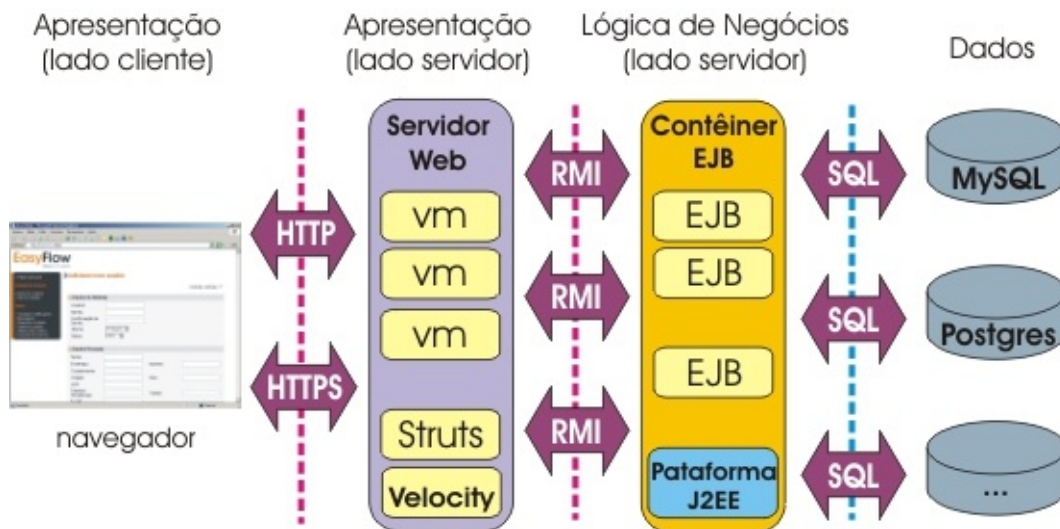 Apresentação
(lado cliente)
Apresentação
(lado servidor)
Lógica de Negócios
(lado servidor)
Dados
EasyFlow
navegador
HTTP
HTTPS
Servidor
Web
vm
vm
vm
Struts
Velocity
RMI
RMI
RMI
Contêiner
EJB
EJB
EJB
EJB
Pataforma
J2EE
SQL
SQL
SQL
MySQL
Postgres
...